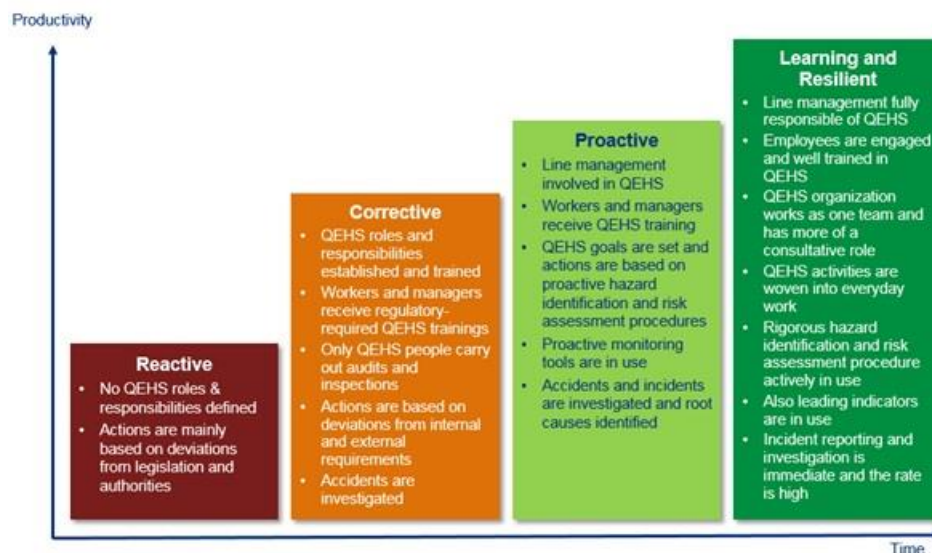 Productivity
Reactive
• No QEHS roles &
responsibilities defined
• Actions are mainly
based on deviations
from legislation and
authorities
Corrective
• QEHS roles and
responsibilities
established and trained
• Workers and managers
receive regulatory-
required QEHS trainings
• Only QEHS people carry
out audits and
inspections
• Actions are based on
deviations from internal
and external
requirements
• Accidents are
investigated
Proactive
• Line management
involved in QEHS
• Workers and managers
receive QEHS training
• QEHS goals are set and
actions are based on
proactive hazard
identification and risk
assessment procedures
• Proactive monitoring
tools are in use
• Accidents and incidents
are investigated and root
causes identified
Learning and
Resilient
• Line management fully
responsible of QEHS
• Employees are engaged
and well trained in
QEHS
• QEHS organization
works as one team and
has more of a
consultative role
• QEHS activities are
woven into everyday
work
• Rigorous hazard
identification and risk
assessment procedure
actively in use
• Also leading indicators
are in use
• Incident reporting and
investigation is
immediate and the rate
is high
Time